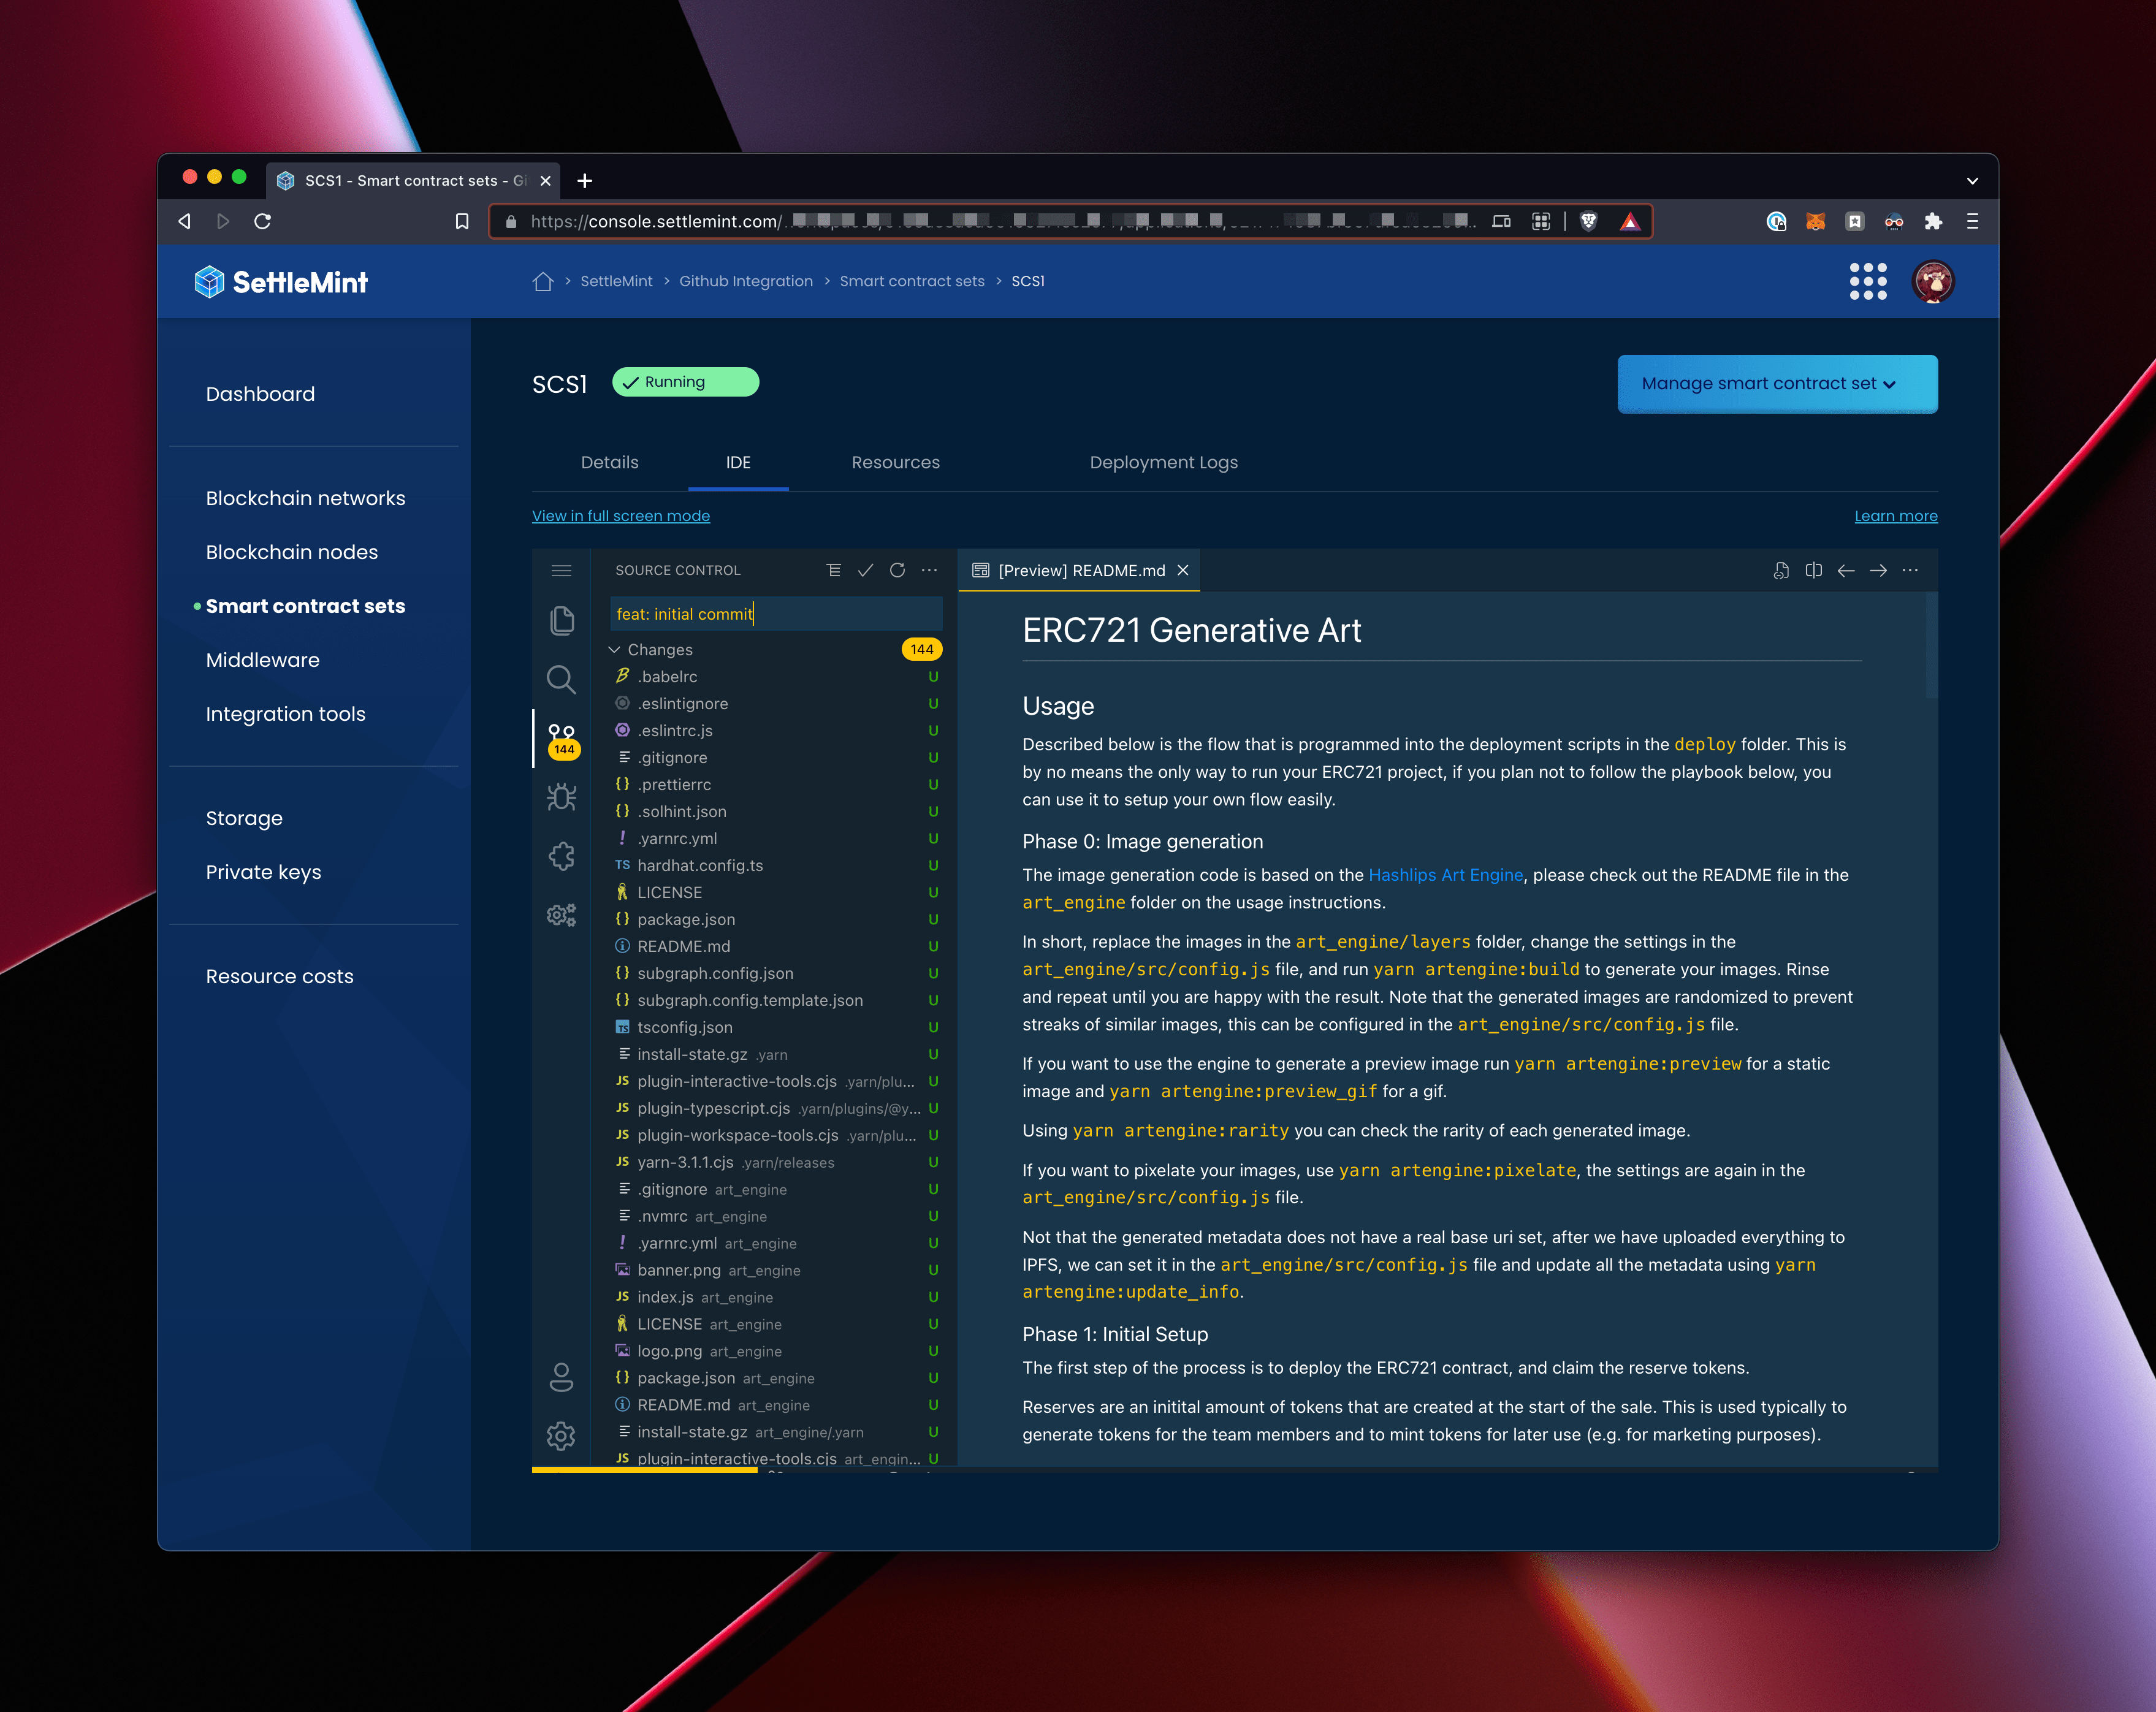 SCS1 - Smart contract sets - Gi
https://console.settlemint.com/
SettleMint
SettleMint > Github Integration > Smart contract sets > SCS1
Dashboard
Blockchain networks
Blockchain nodes
Smart contract sets
Middleware
Integration tools
Storage
Private keys
Resource costs
SCS1
Running
Manage smart contract set
Details
IDE
Resources
Deployment Logs
View in full screen mode
Learn more
144
SOURCE CONTROL
feat: initial commit
Changes 144
.babelrc U
.eslintignore U
.eslintrc.js U
.gitignore U
{} .prettierrc U
{} .solhint.json U
! .yarnrc.yml U
TS hardhat.config.ts U
LICENSE U
{} package.json U
README.md U
{} subgraph.config.json U
{} subgraph.config.template.json U
TS tsconfig.json U
install-state.gz .yarn U
JS plugin-interactive-tools.cjs .yarn/plu... U
JS plugin-typescript.cjs .yarn/plugins/@y... U
JS plugin-workspace-tools.cjs .yarn/plu... U
JS yarn-3.1.1.cjs .yarn/releases U
.gitignore art_engine U
.nvmrc art_engine U
! .yarnrc.yml art_engine U
banner.png art_engine U
JS index.js art_engine U
LICENSE art_engine U
logo.png art_engine U
{} package.json art_engine U
README.md art_engine U
install-state.gz art_engine/.yarn U
JS plugin-interactive-tools.cjs art_engin... U
[Preview] README.md
ERC721 Generative Art
Usage
Described below is the flow that is programmed into the deployment scripts in the deploy folder. This is
by no means the only way to run your ERC721 project, if you plan not to follow the playbook below, you
can use it to setup your own flow easily.
Phase 0: Image generation
The image generation code is based on the Hashlips Art Engine, please check out the README file in the
art_engine folder on the usage instructions.
In short, replace the images in the art_engine/layers folder, change the settings in the
art_engine/src/config.js file, and run yarn artengine:build to generate your images. Rinse
and repeat until you are happy with the result. Note that the generated images are randomized to prevent
streaks of similar images, this can be configured in the art_engine/src/config.js file.
If you want to use the engine to generate a preview image run yarn artengine:preview for a static
image and yarn artengine:preview_gif for a gif.
Using yarn artengine:rarity you can check the rarity of each generated image.
If you want to pixelate your images, use yarn artengine:pixelate, the settings are again in the
art_engine/src/config.js file.
Not that the generated metadata does not have a real base uri set, after we have uploaded everything to
IPFS, we can set it in the art_engine/src/config.js file and update all the metadata using yarn
artengine:update_info.
Phase 1: Initial Setup
The first step of the process is to deploy the ERC721 contract, and claim the reserve tokens.
Reserves are an initital amount of tokens that are created at the start of the sale. This is used typically to
generate tokens for the team members and to mint tokens for later use (e.g. for marketing purposes).